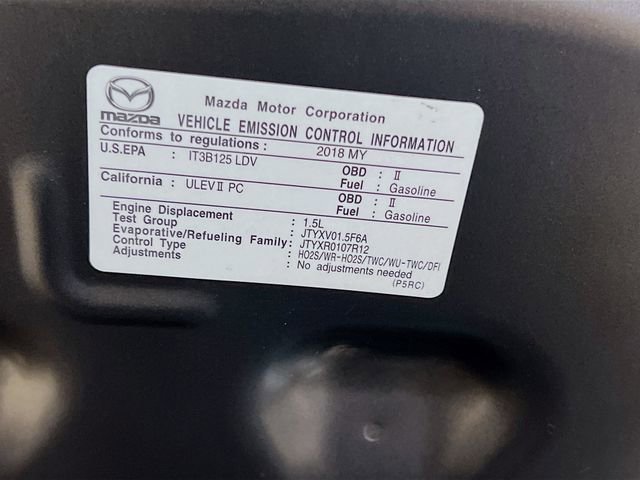 mazda
Mazda Motor Corporation
VEHICLE EMISSION CONTROL INFORMATION
Conforms to regulations : 2018 MY
U.S.EPA : IT3B125 LDV OBD : II
Fuel : Gasoline
California : ULEV II PC OBD : II
Fuel : Gasoline
Engine Displacement : 1.5L
Test Group : JTYXV01.5F6A
Evaporative/Refueling Family : JTYXR0107R12
Control Type : HO2S/WR-HO2S/TWC/WU-TWC/DFI
Adjustments : No adjustments needed
(P5RC)